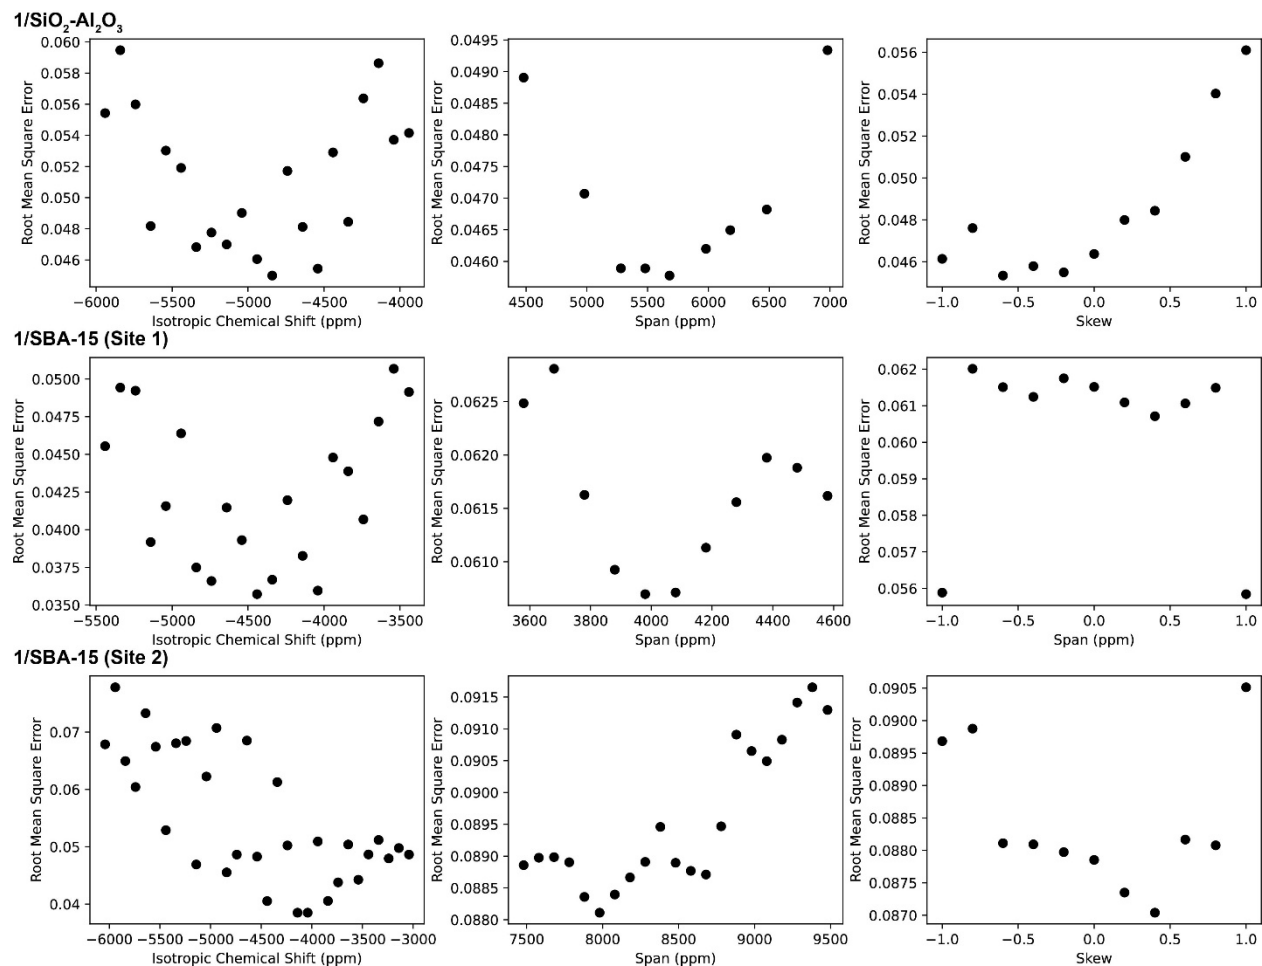 1/SiO₂-Al₂O₃
0.060
0.058
0.056
0.054
0.052
0.050
0.048
0.046
Root Mean Square Error
−6000 −5500 −5000 −4500 −4000
Isotropic Chemical Shift (ppm)
0.0495
0.0490
0.0485
0.0480
0.0475
0.0470
0.0465
0.0460
Root Mean Square Error
4500 5000 5500 6000 6500 7000
Span (ppm)
0.056
0.054
0.052
0.050
0.048
0.046
Root Mean Square Error
−1.0 −0.5 0.0 0.5 1.0
Skew
1/SBA-15 (Site 1)
0.0500
0.0475
0.0450
0.0425
0.0400
0.0375
0.0350
Root Mean Square Error
−5500 −5000 −4500 −4000 −3500
Isotropic Chemical Shift (ppm)
0.0625
0.0620
0.0615
0.0610
Root Mean Square Error
3600 3800 4000 4200 4400 4600
Span (ppm)
0.062
0.061
0.060
0.059
0.058
0.057
0.056
Root Mean Square Error
−1.0 −0.5 0.0 0.5 1.0
Span (ppm)
1/SBA-15 (Site 2)
0.07
0.06
0.05
0.04
Root Mean Square Error
−6000 −5500 −5000 −4500 −4000 −3500 −3000
Isotropic Chemical Shift (ppm)
0.0915
0.0910
0.0905
0.0900
0.0895
0.0890
0.0885
0.0880
Root Mean Square Error
7500 8000 8500 9000 9500
Span (ppm)
0.0905
0.0900
0.0895
0.0890
0.0885
0.0880
0.0875
0.0870
Root Mean Square Error
−1.0 −0.5 0.0 0.5 1.0
Skew